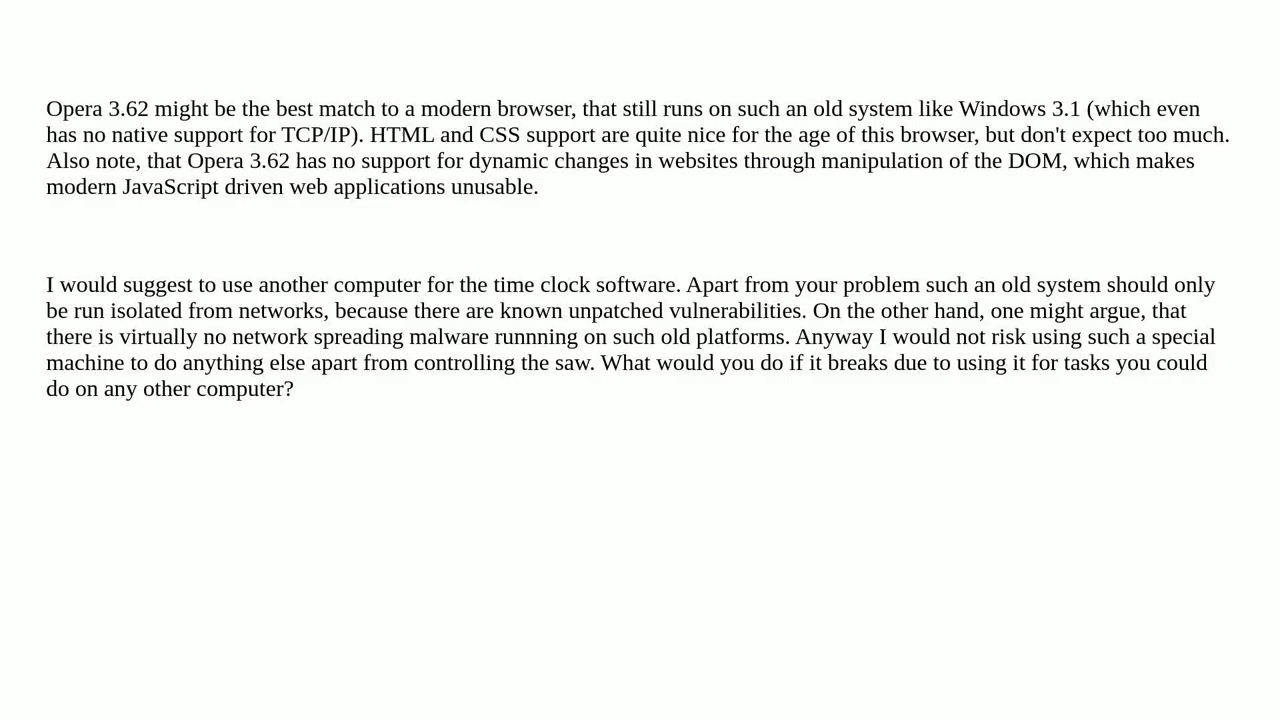 Opera 3.62 might be the best match to a modern browser, that still runs on such an old system like Windows 3.1 (which even
has no native support for TCP/IP). HTML and CSS support are quite nice for the age of this browser, but don't expect too much.
Also note, that Opera 3.62 has no support for dynamic changes in websites through manipulation of the DOM, which makes
modern JavaScript driven web applications unusable.
I would suggest to use another computer for the time clock software. Apart from your problem such an old system should only
be run isolated from networks, because there are known unpatched vulnerabilities. On the other hand, one might argue, that
there is virtually no network spreading malware runnning on such old platforms. Anyway I would not risk using such a special
machine to do anything else apart from controlling the saw. What would you do if it breaks due to using it for tasks you could
do on any other computer?